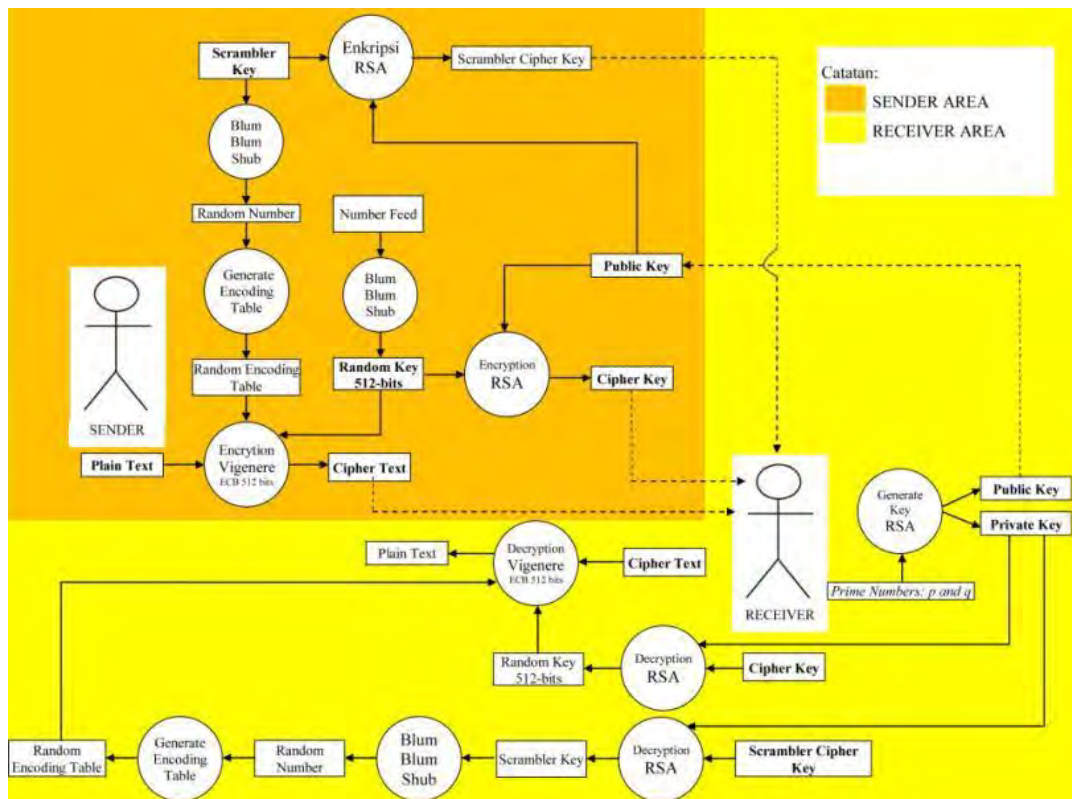 Scrambler
Key
Enkripsi
RSA
Scrambler Cipher Key
Catatan:
SENDER AREA
RECEIVER AREA
Blum
Blum
Shub
Random Number
Number Feed
Generate
Encoding
Table
Blum
Blum
Shub
Public Key
Random Encoding
Table
Random Key
512-bits
Encryption
RSA
Cipher Key
SENDER
Plain Text
Encrytion
Vigenere
ECB 512 bits
Cipher Text
Generate
Key
RSA
Public Key
Private Key
Prime Numbers: p and q
RECEIVER
Plain Text
Decryption
Vigenere
ECB 512 bits
Cipher Text
Random Key
512-bits
Decryption
RSA
Cipher Key
Random
Encoding Table
Generate
Encoding
Table
Random
Number
Blum
Blum
Shub
Scrambler Key
Decryption
RSA
Scrambler Cipher
Key